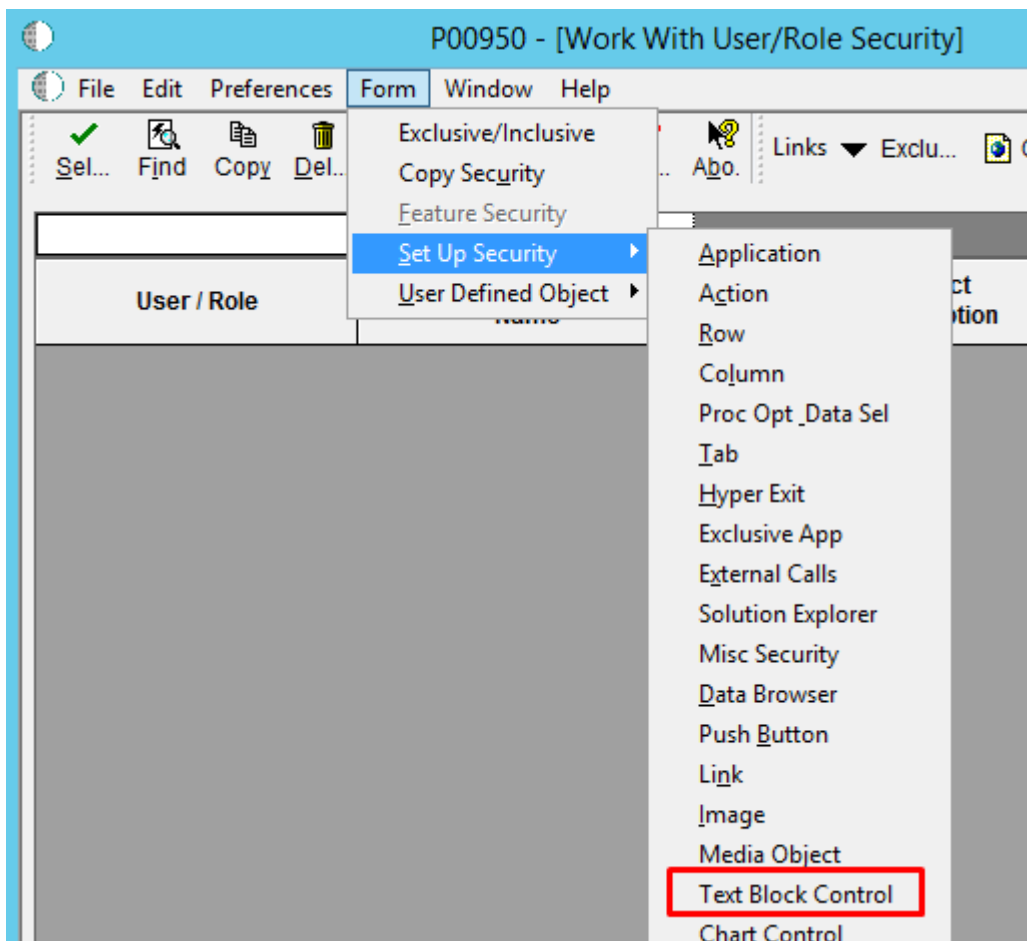 P00950 - [Work With User/Role Security]
File Edit Preferences Form Window Help
Sel... Find Copy Del... Abo. Links Exclu...
Exclusive/Inclusive
Copy Security
Feature Security
Set Up Security
User Defined Object
User / Role
Application
Action
Row
Column
Proc Opt _Data Sel
Tab
Hyper Exit
Exclusive App
External Calls
Solution Explorer
Misc Security
Data Browser
Push Button
Link
Image
Media Object
Text Block Control
Chart Control